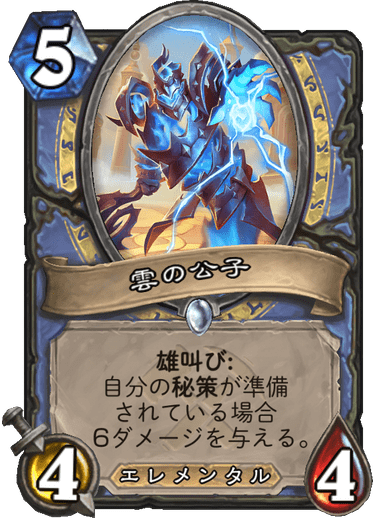 5
雲の公子
雄叫び:
自分の秘策が準備
されている場合
6ダメージを与える。
4
エレメンタル
4